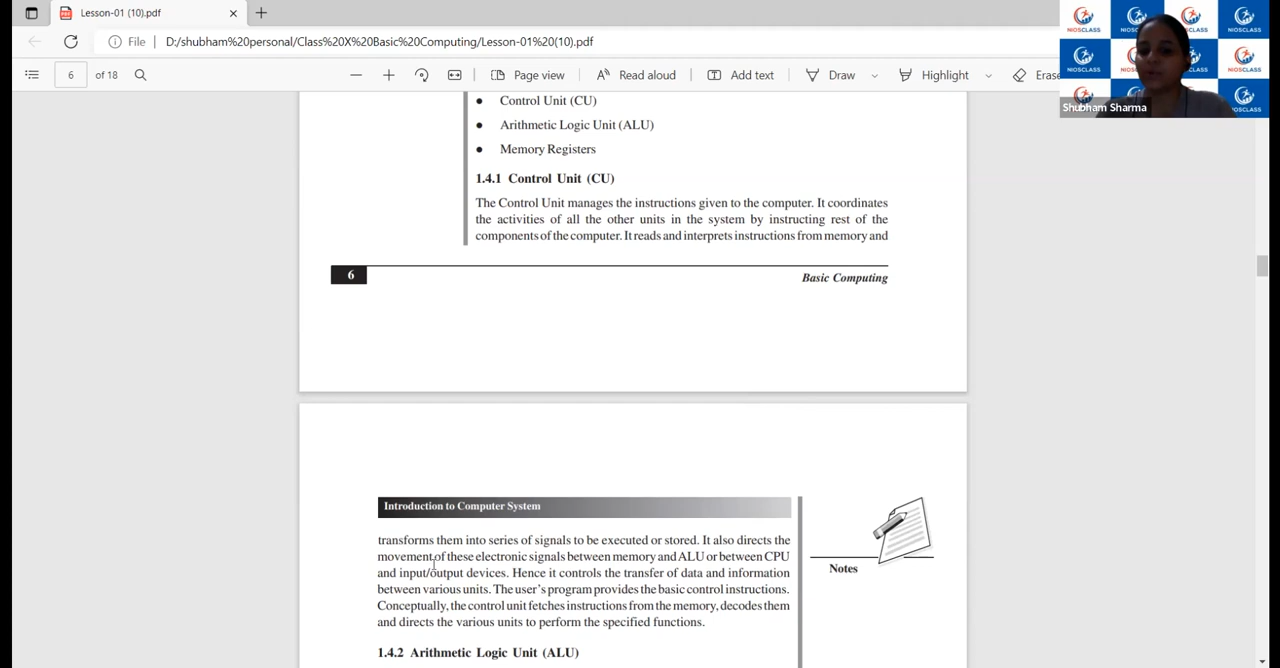 Lesson-01 (10).pdf
File
D:/shubham%20personal/Class%20X%20Basic%20Computing/Lesson-01%20(10).pdf
6
of 18
Page view
Read aloud
Add text
Draw
Highlight
Erase
NIOSCLASS
NIOSCLASS
NIOSCLASS
NIOSCLASS
NIOSCLASS
Shubham Sharma
NIOSCLASS
• Control Unit (CU)
• Arithmetic Logic Unit (ALU)
• Memory Registers
1.4.1 Control Unit (CU)
The Control Unit manages the instructions given to the computer. It coordinates
the activities of all the other units in the system by instructing rest of the
components of the computer. It reads and interprets instructions from memory and
6
Basic Computing
Introduction to Computer System
transforms them into series of signals to be executed or stored. It also directs the
movement of these electronic signals between memory and ALU or between CPU
and input/output devices. Hence it controls the transfer of data and information
between various units. The user's program provides the basic control instructions.
Conceptually, the control unit fetches instructions from the memory, decodes them
and directs the various units to perform the specified functions.
Notes
1.4.2 Arithmetic Logic Unit (ALU)